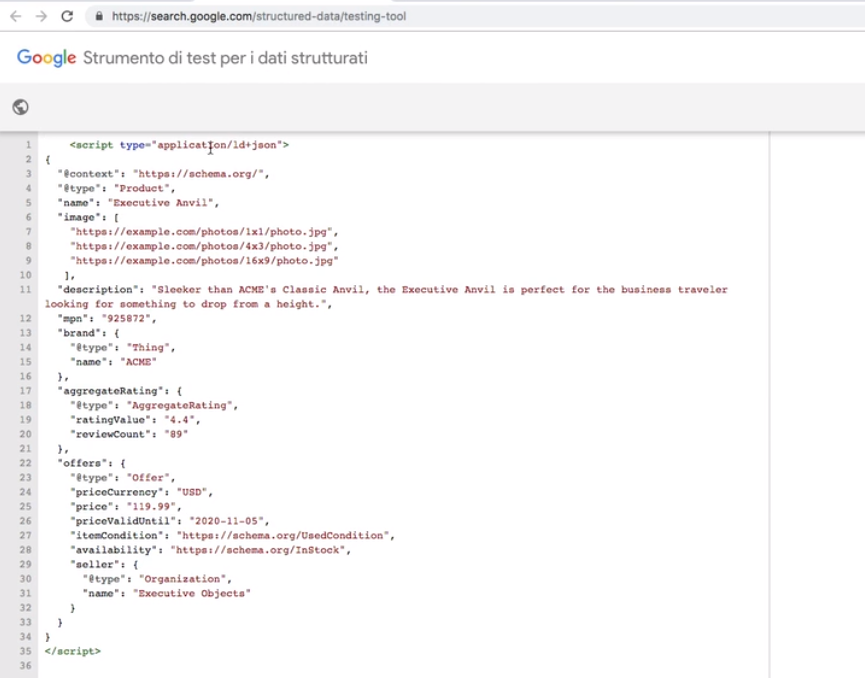 https://search.google.com/structured-data/testing-tool
Google Strumento di test per i dati strutturati
1 <script type="application/ld+json">
2 {
3 "@context": "https://schema.org/",
4 "@type": "Product",
5 "name": "Executive Anvil",
6 "image": [
7 "https://example.com/photos/1x1/photo.jpg",
8 "https://example.com/photos/4x3/photo.jpg",
9 "https://example.com/photos/16x9/photo.jpg"
10 ],
11 "description": "Sleeker than ACME's Classic Anvil, the Executive Anvil is perfect for the business traveler
looking for something to drop from a height.",
12 "mpn": "925872",
13 "brand": {
14 "@type": "Thing",
15 "name": "ACME"
16 },
17 "aggregateRating": {
18 "@type": "AggregateRating",
19 "ratingValue": "4.4",
20 "reviewCount": "89"
21 },
22 "offers": {
23 "@type": "Offer",
24 "priceCurrency": "USD",
25 "price": "119.99",
26 "priceValidUntil": "2020-11-05",
27 "itemCondition": "https://schema.org/UsedCondition",
28 "availability": "https://schema.org/InStock",
29 "seller": {
30 "@type": "Organization",
31 "name": "Executive Objects"
32 }
33 }
34 }
35 </script>
36